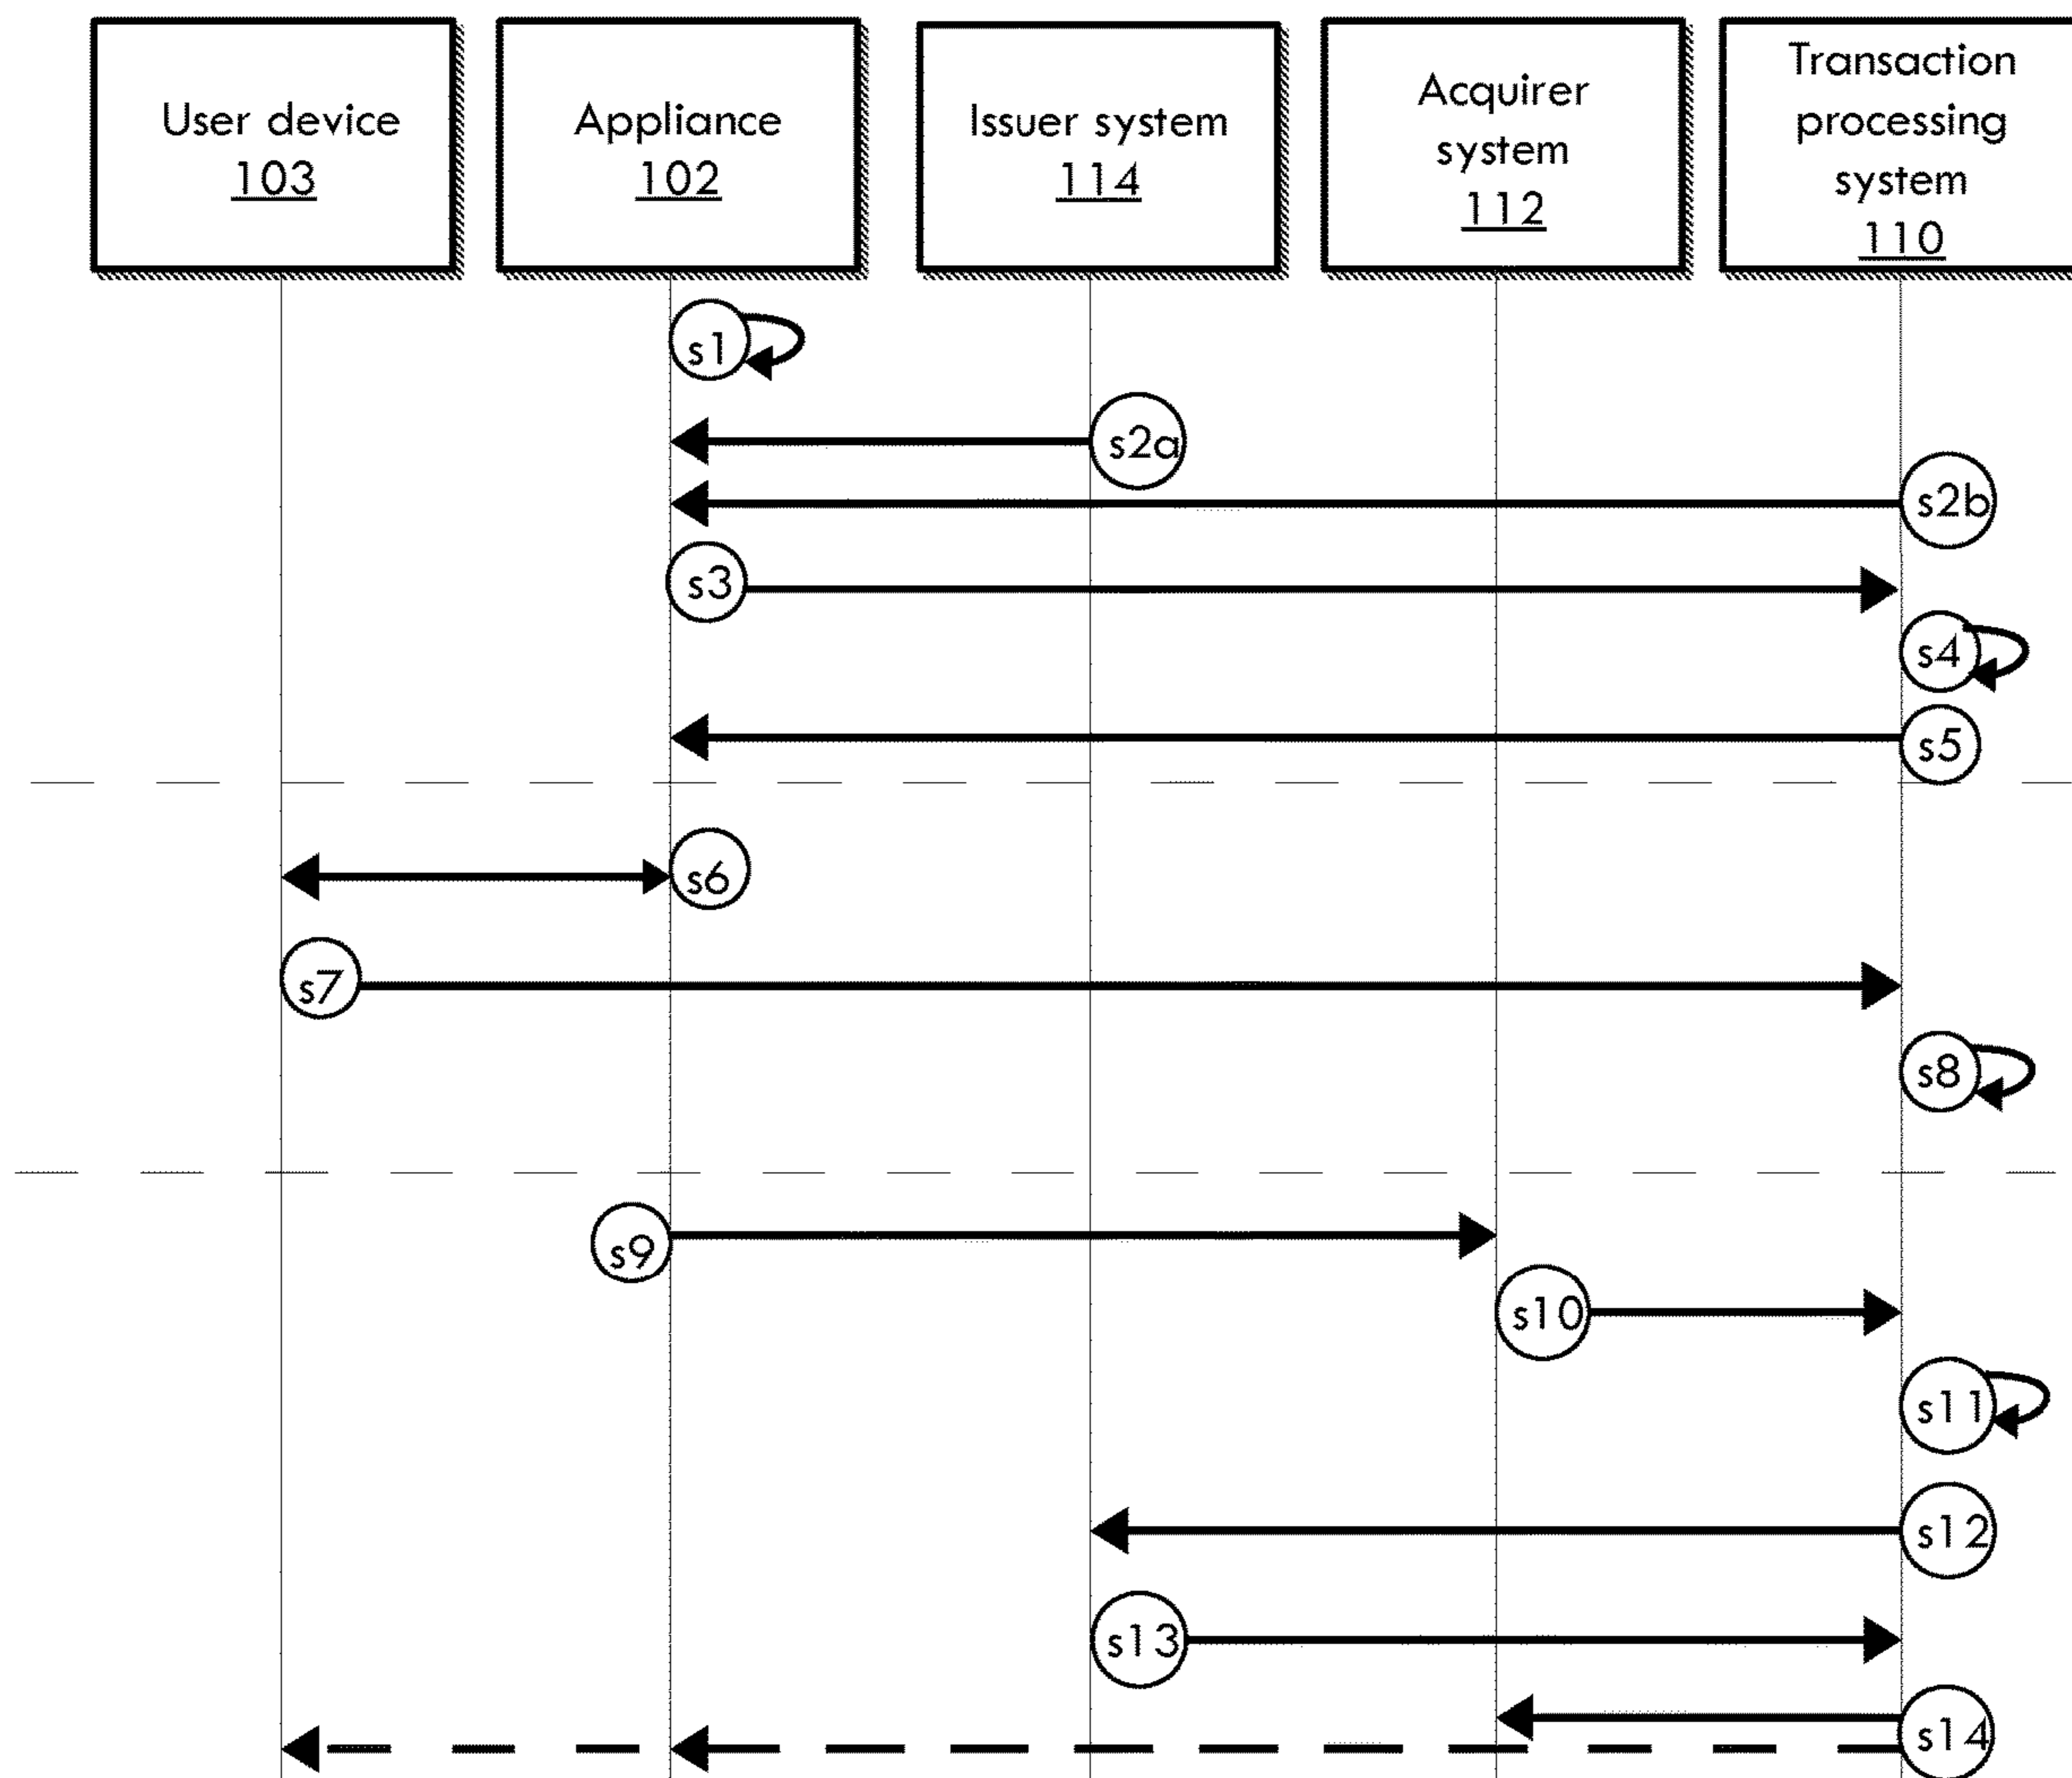 User device
103
Appliance
102
Issuer system
114
Acquirer
system
112
Transaction
processing
system
110
s1
s2a
s2b
s3
s4
s5
s6
s7
s8
s9
s10
s11
s12
s13
s14